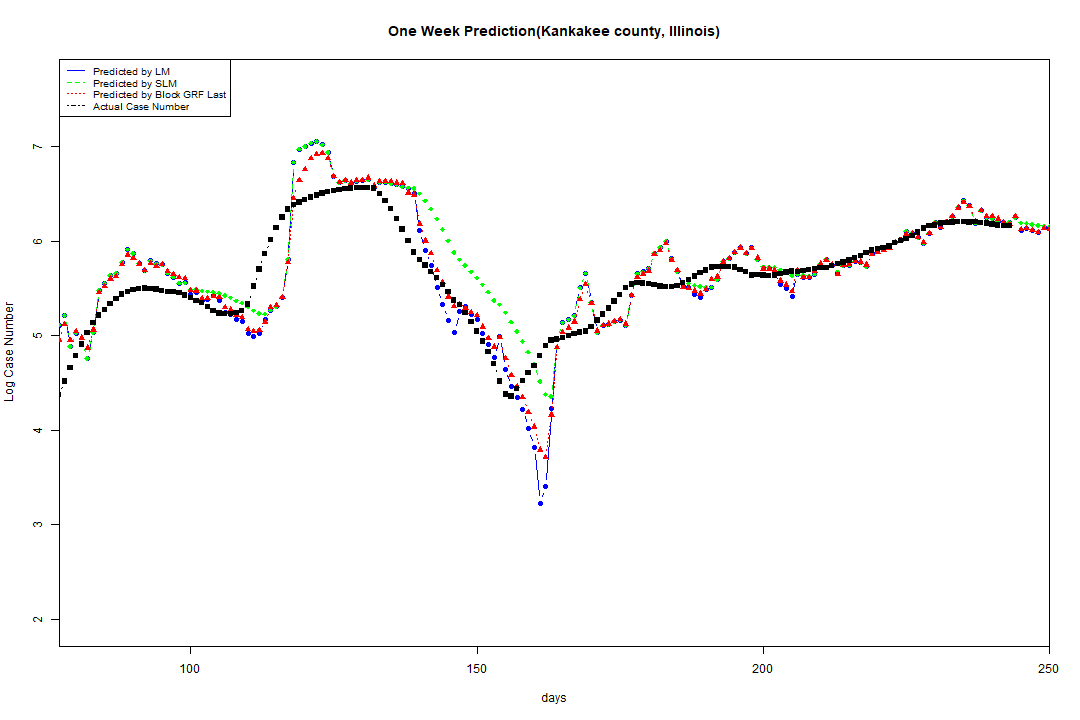 One Week Prediction(Kankakee county, Illinois)
Predicted by LM
Predicted by SLM
Predicted by Block GRF Last
Actual Case Number
7
6
5
4
3
2
Log Case Number
100 150 200 250
days